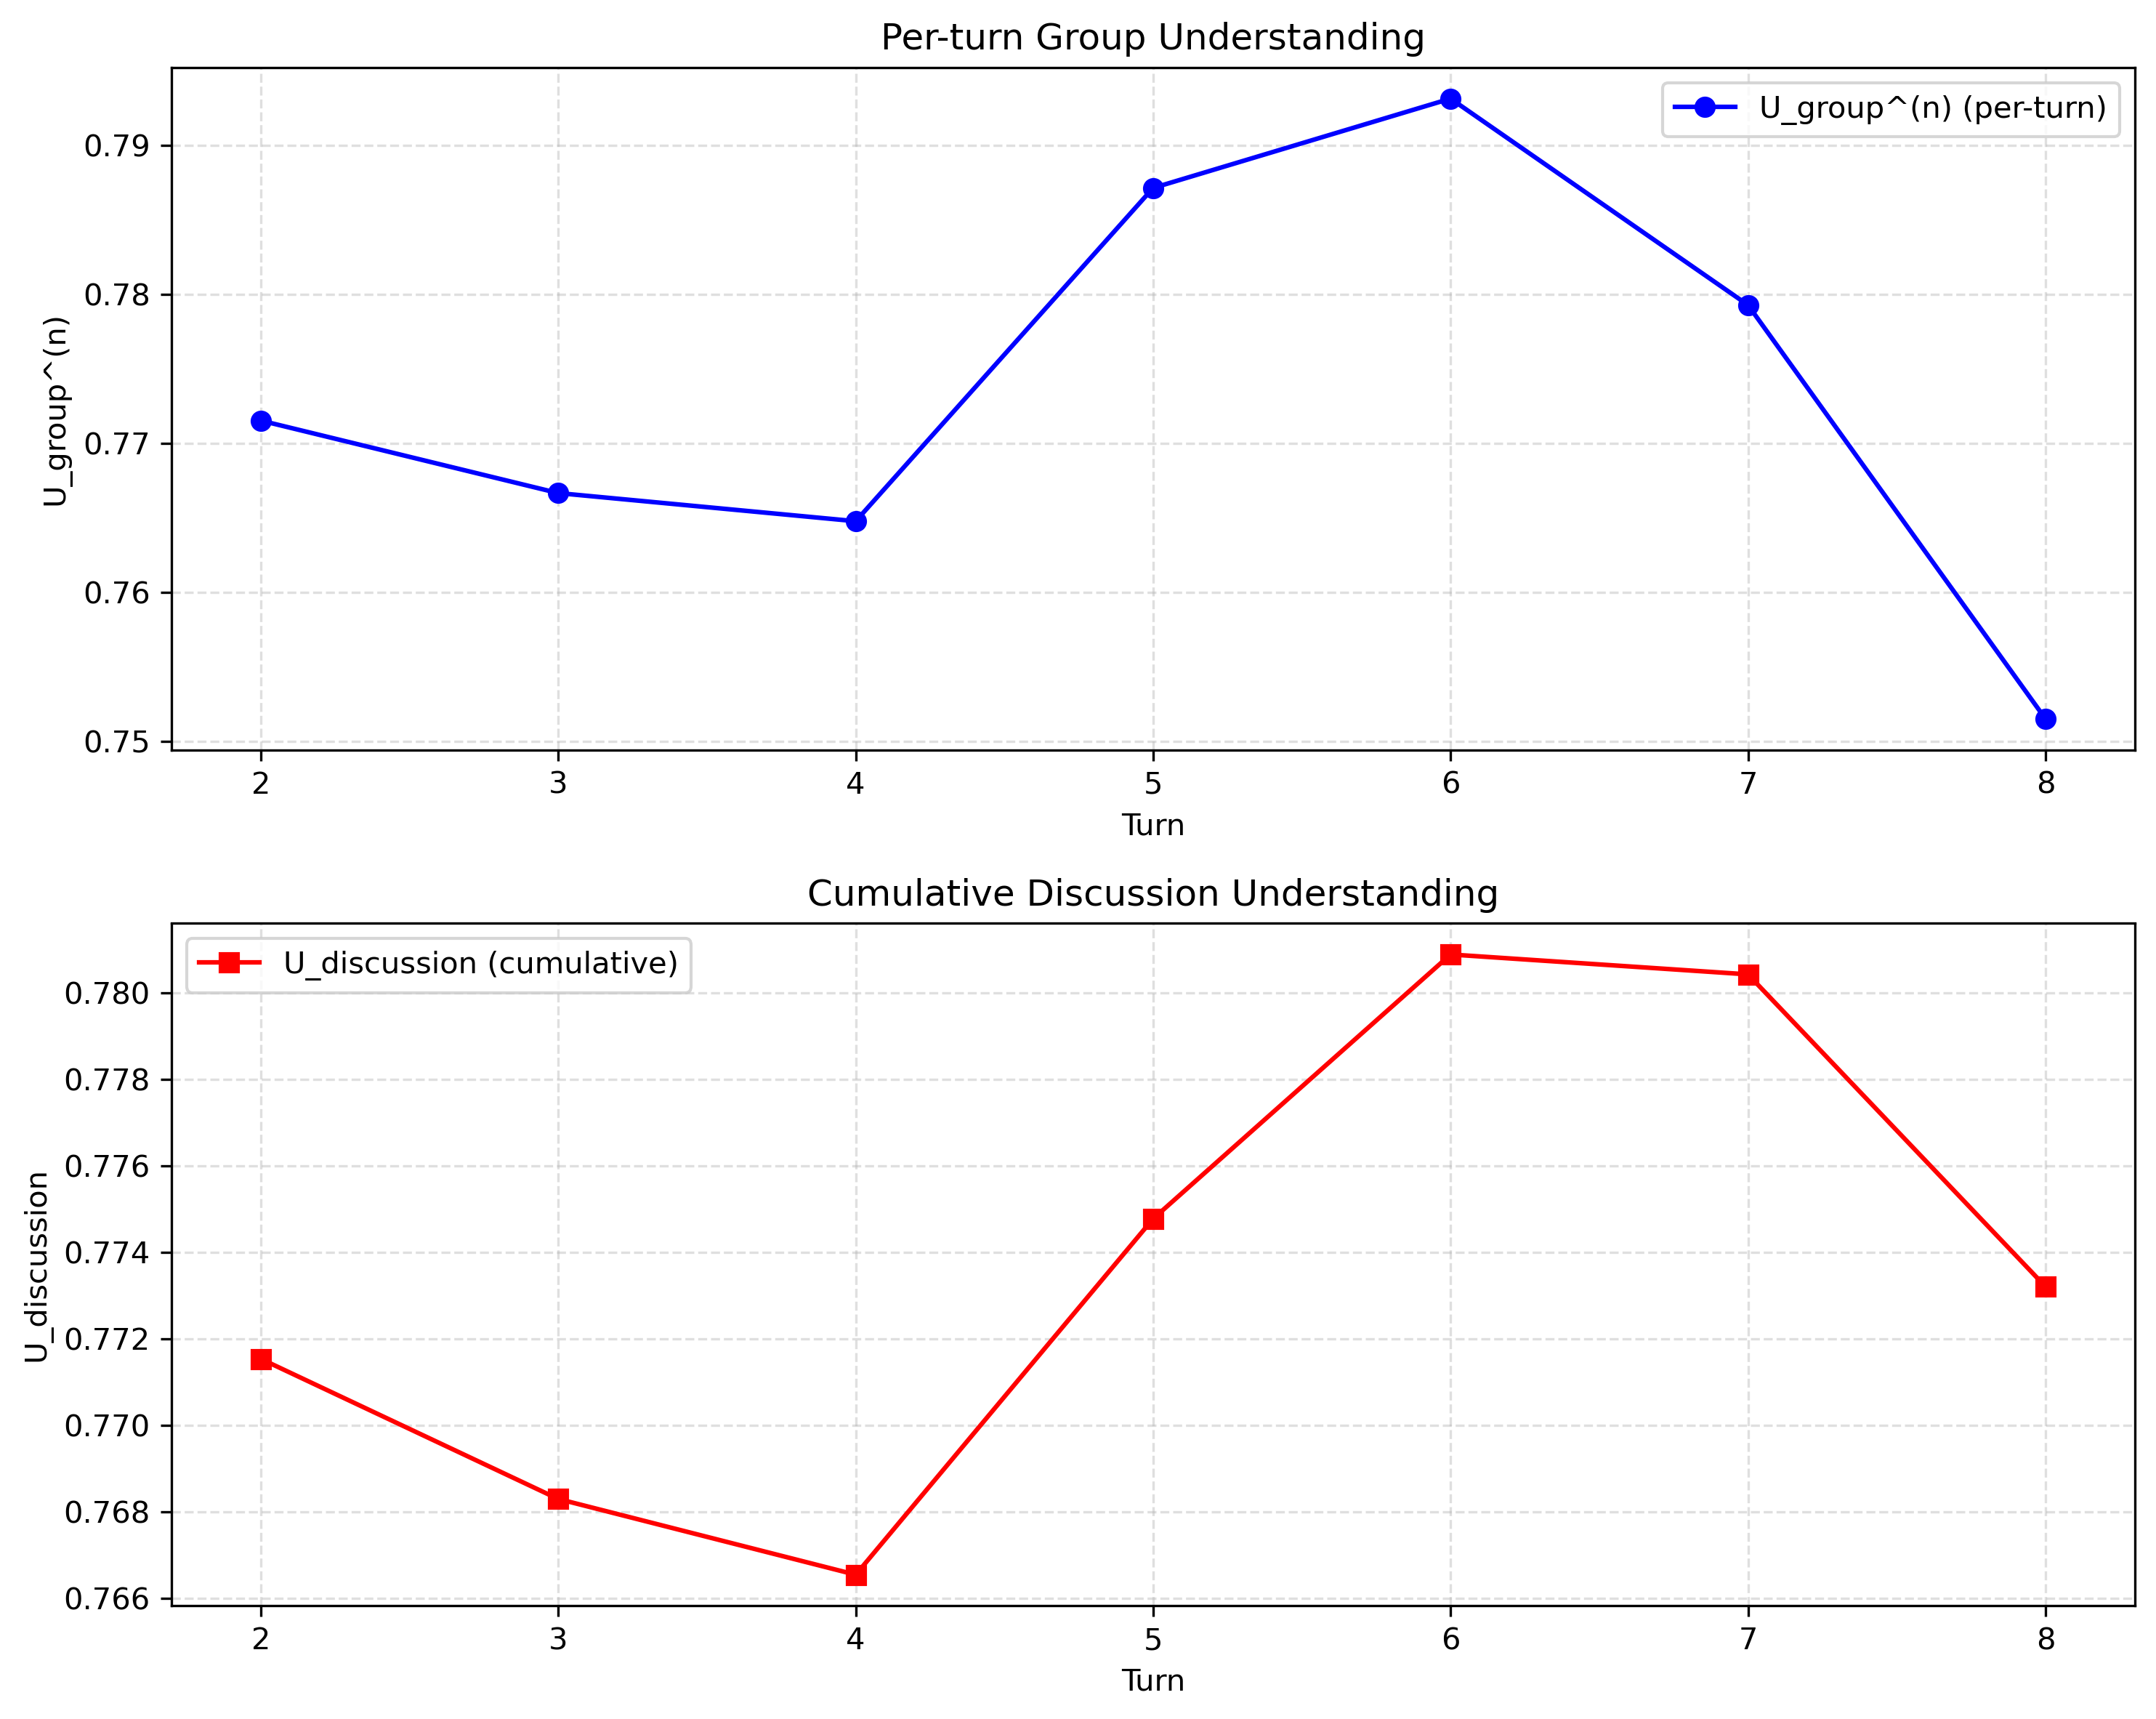 Per-turn Group Understanding
U_group^(n) (per-turn)
0.79
0.78
0.77
0.76
0.75
U_group^(n)
2 3 4 5 6 7 8
Turn
Cumulative Discussion Understanding
U_discussion (cumulative)
0.780
0.778
0.776
0.774
0.772
0.770
0.768
0.766
U_discussion
2 3 4 5 6 7 8
Turn